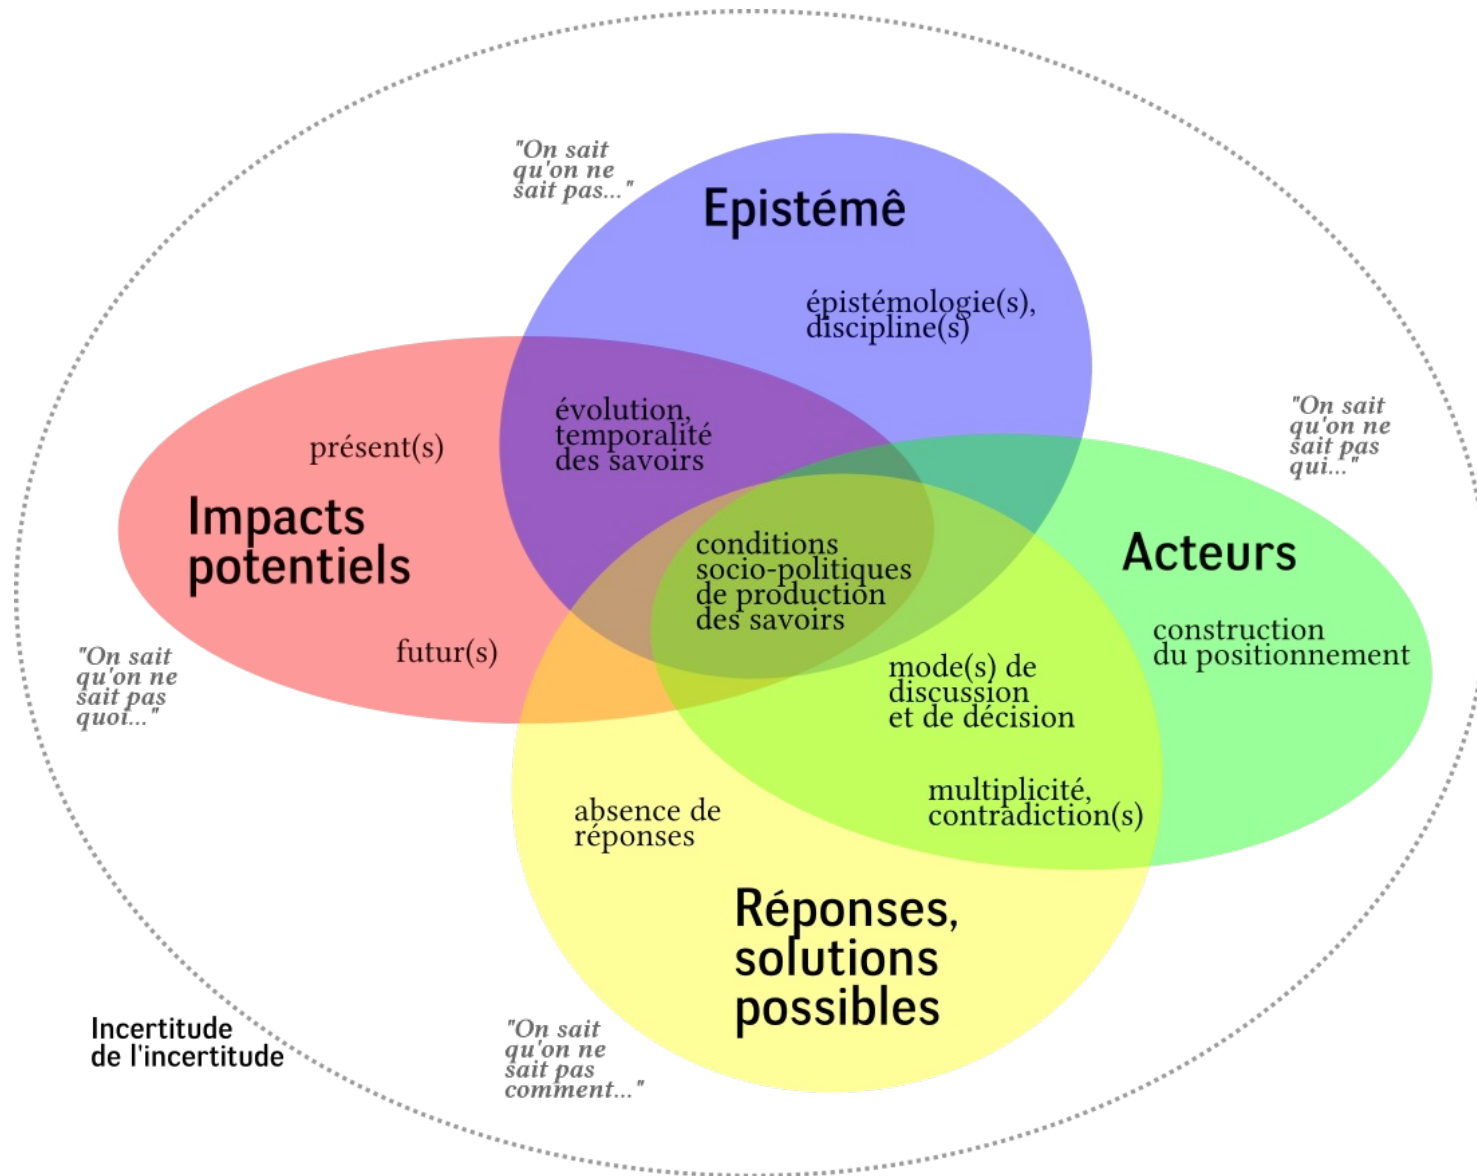 "On sait
qu'on ne
sait pas..."
Epistémê
épistémologie(s),
discipline(s)
évolution,
temporalité
des savoirs
présent(s)
Impacts
potentiels
futur(s)
"On sait
qu'on ne
sait pas
quoi..."
"On sait
qu'on ne
sait pas
qui..."
Acteurs
construction
du positionnement
conditions
socio-politiques
de production
des savoirs
mode(s) de
discussion
et de décision
multiplicité,
contradiction(s)
absence de
réponses
Réponses,
solutions
possibles
"On sait
qu'on ne
sait pas
comment..."
Incertitude
de l'incertitude